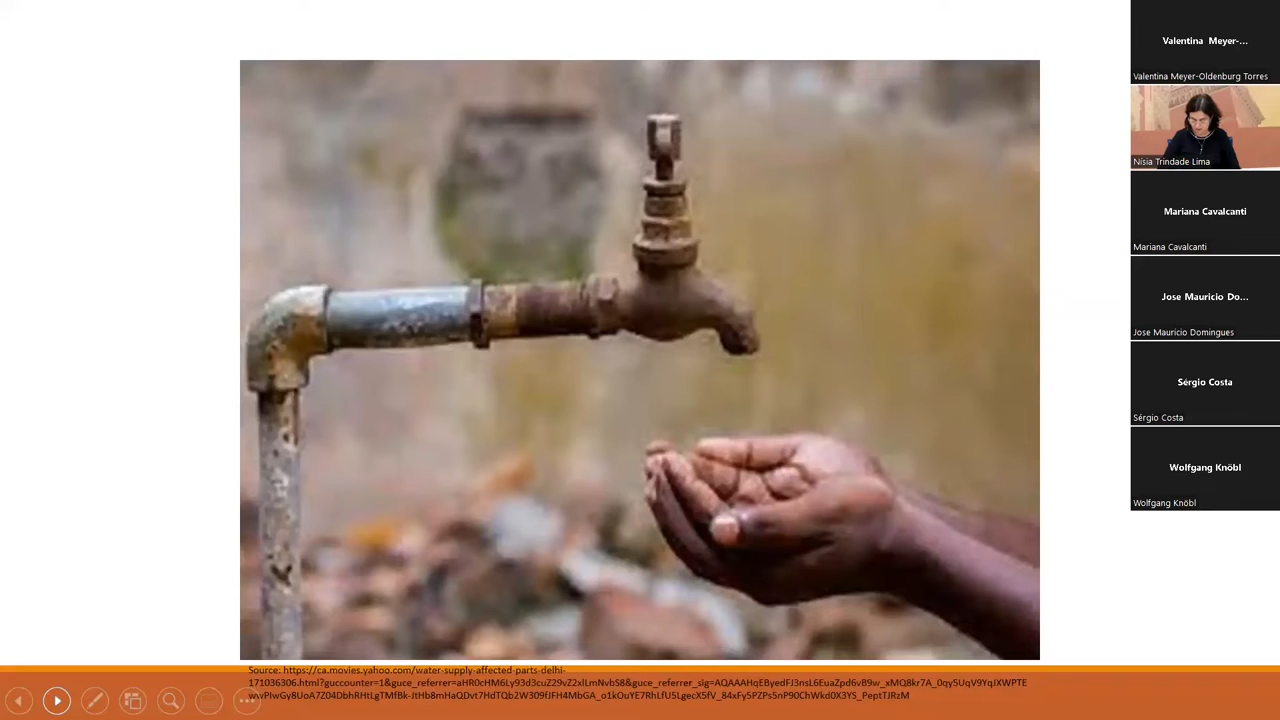 Valentina Meyer-...
Valentina Meyer-Oldenburg Torres
Nísia Trindade Lima
Mariana Cavalcanti
Mariana Cavalcanti
Jose Mauricio Do...
Jose Mauricio Domingues
Sérgio Costa
Sérgio Costa
Wolfgang Knöbl
Wolfgang Knöbl
Source: https://ca.movies.yahoo.com/water-supply-affected-parts-delhi-